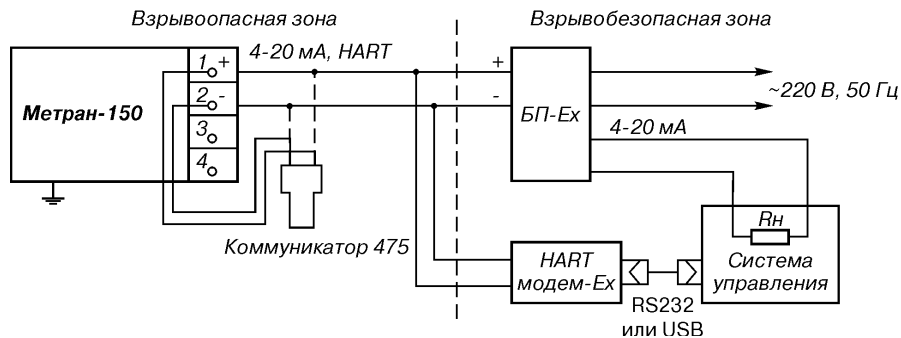 Взрывоопасная зона
Взрывобезопасная зона
4-20 мА, HART
1 +
2 -
3
4
Метран-150
+
-
БП-Ex
~220 В, 50 Гц
4-20 мА
Коммуникатор 475
HART
модем-Ex
RS232
или USB
Rн
Система
управления